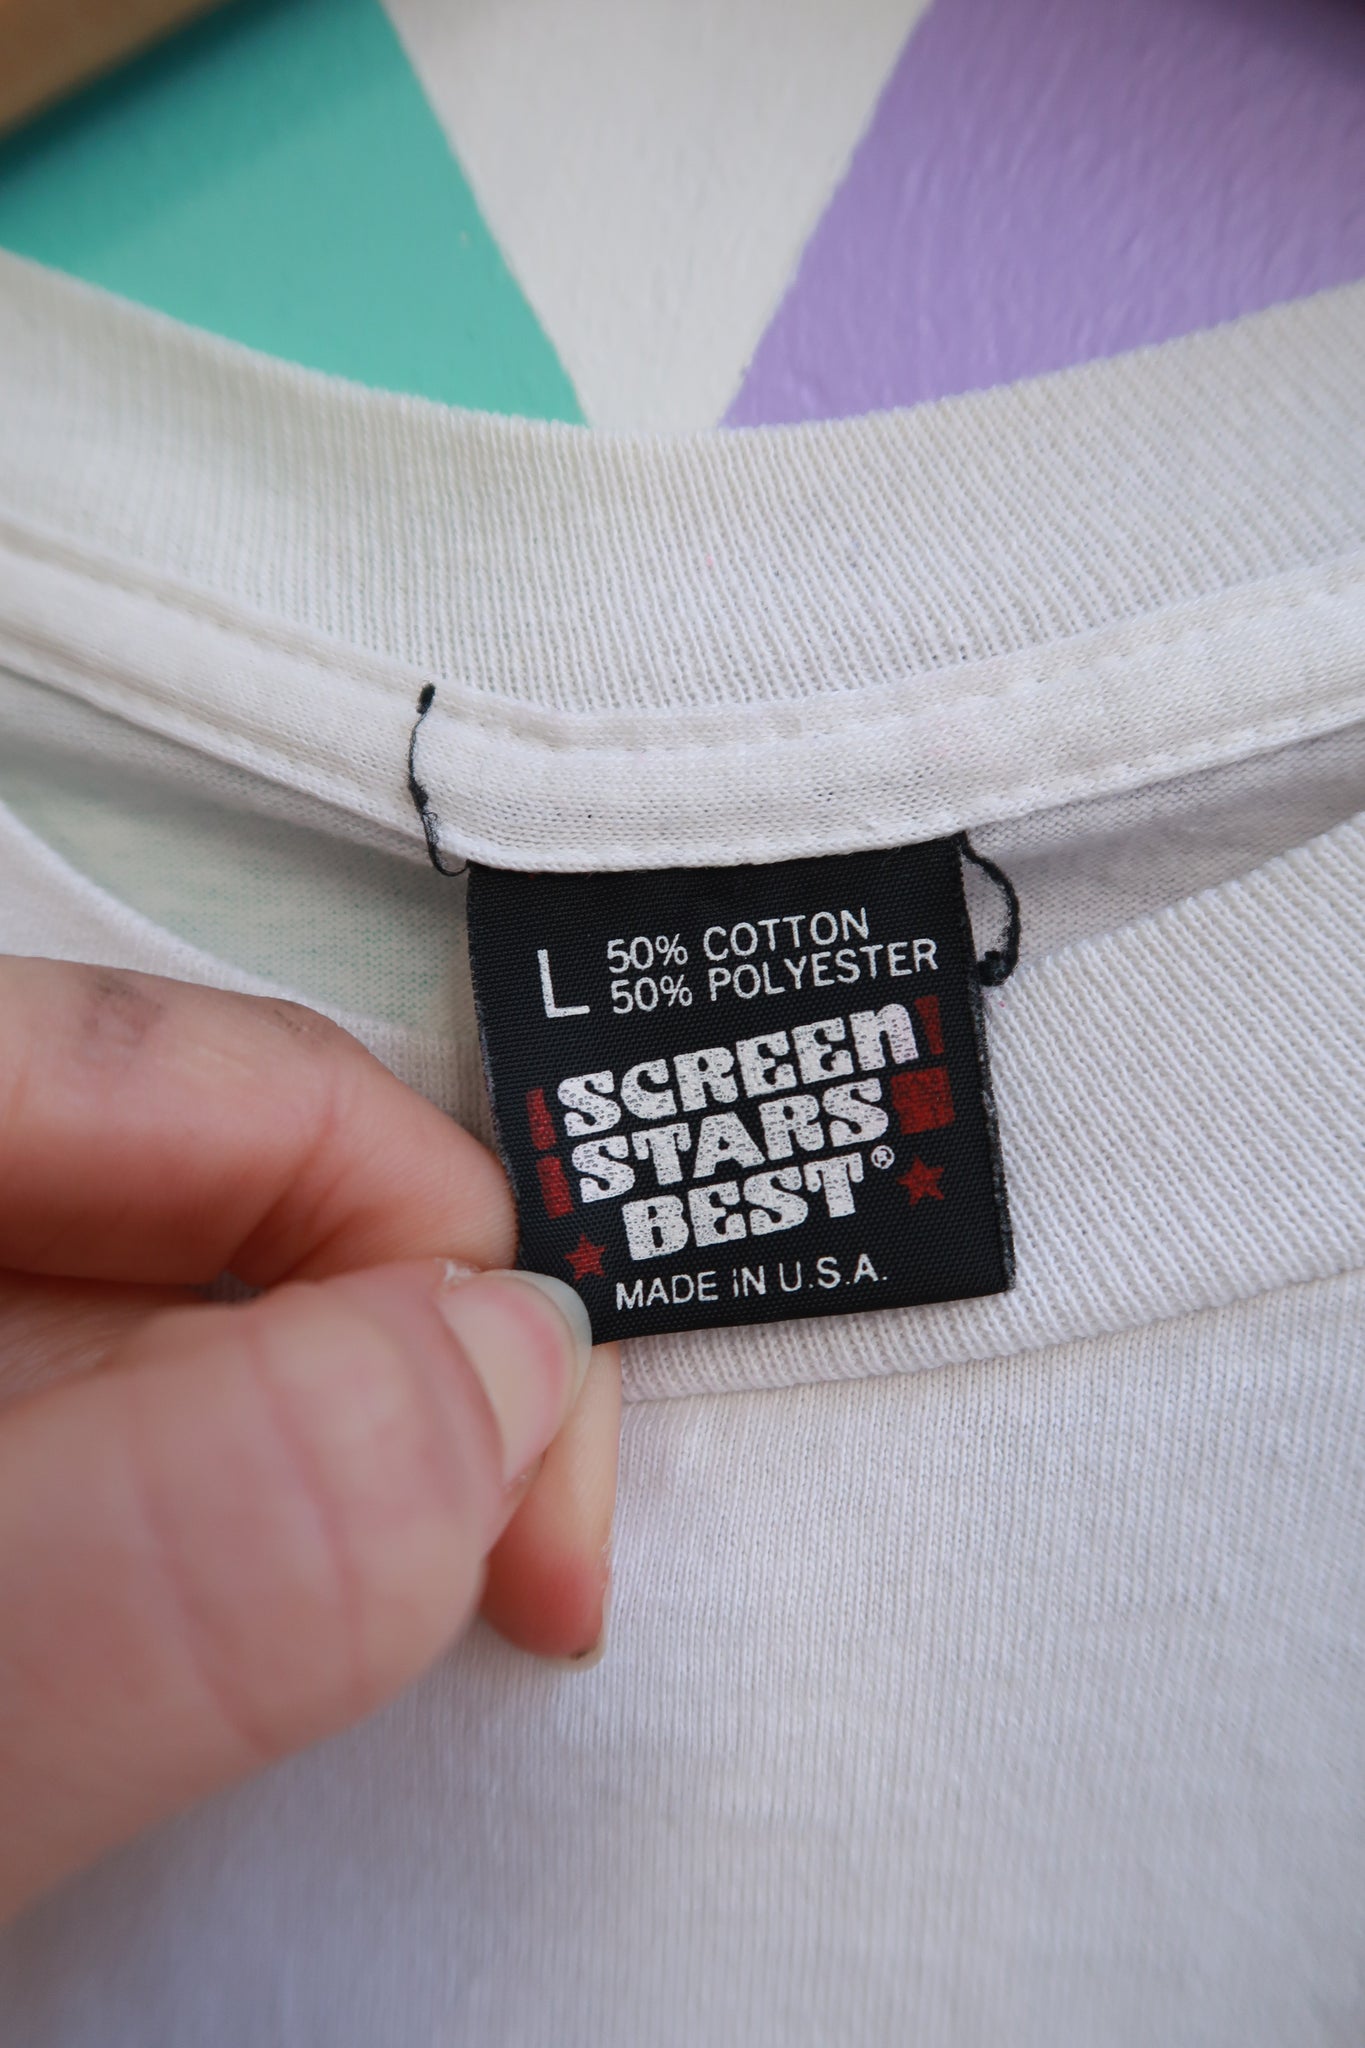 L 50% COTTON
50% POLYESTER
SCREEN
STARS
BEST®
MADE IN U.S.A.